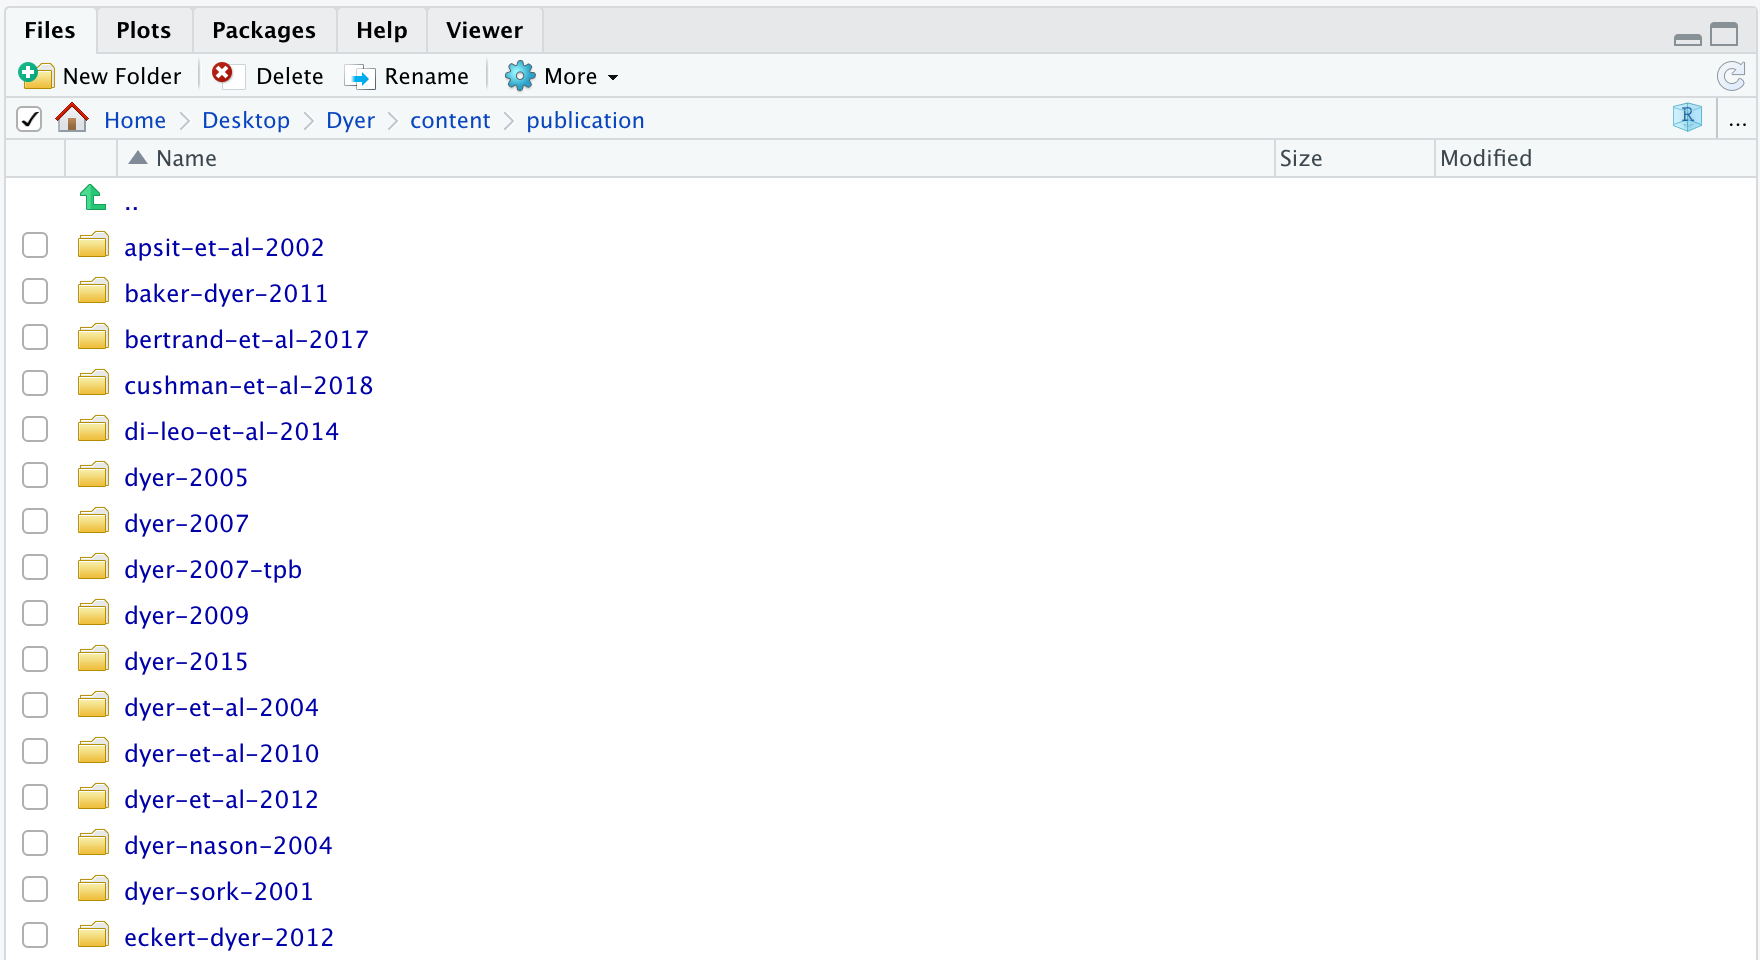 Files Plots Packages Help Viewer
New Folder Delete Rename More
Home Desktop Dyer content publication R ...
Name Size Modified
..
apsit-et-al-2002
baker-dyer-2011
bertrand-et-al-2017
cushman-et-al-2018
di-leo-et-al-2014
dyer-2005
dyer-2007
dyer-2007-tpb
dyer-2009
dyer-2015
dyer-et-al-2004
dyer-et-al-2010
dyer-et-al-2012
dyer-nason-2004
dyer-sork-2001
eckert-dyer-2012